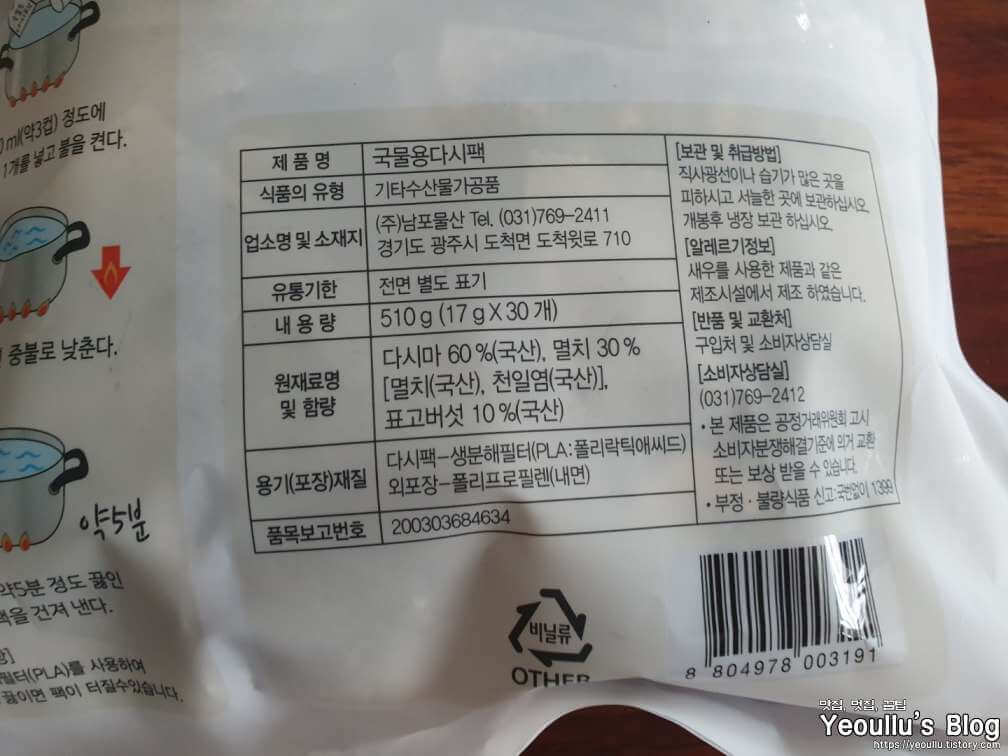 0 ml(약3컵) 정도에
1개를 넣고 불을 켠다.
중불로 낮춘다.
약5분
약5분 정도 끓인
팩을 건져 낸다.
필터(PLA)를 사용하여
끓이면 팩이 터질수있습니다.
제 품 명 국물용다시팩
식품의 유형 기타수산물가공품
업소명 및 소재지 (주)남포물산 Tel. (031)769-2411
경기도 광주시 도척면 도척윗로 710
유통기한 전면 별도 표기
내 용 량 510 g (17 g X 30 개)
원재료명
및 함량
다시마 60 %(국산), 멸치 30 %
[멸치(국산), 천일염(국산)],
표고버섯 10 %(국산)
용기(포장)재질
다시팩-생분해필터(PLA:폴리락틱애씨드)
외포장-폴리프로필렌(내면)
품목보고번호 200303684634
[보관 및 취급방법]
직사광선이나 습기가 많은 곳을
피하시고 서늘한 곳에 보관하십시오.
개봉후 냉장 보관 하십시오.
[알레르기정보]
새우를 사용한 제품과 같은
제조시설에서 제조 하였습니다.
[반품 및 교환처]
구입처 및 소비자상담실
[소비자상담실]
(031)769-2412
• 본 제품은 공정거래위원회 고시
소비자분쟁해결기준에 의거 교환
또는 보상 받을 수 있습니다.
• 부정 · 불량식품 신고:국번없이 1399
비닐류
OTHER
8 804978 003191
맛집, 멋집, 꿀팁
Yeoullu's Blog
https://yeoullu.tistory.com